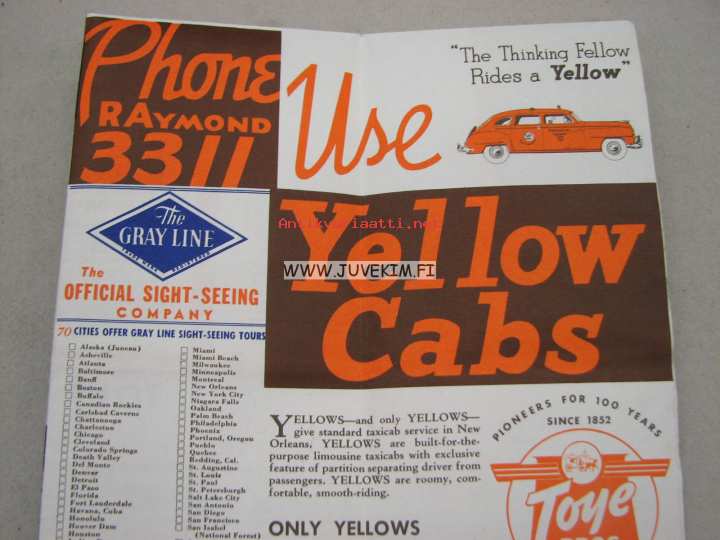 Phone
RAYMOND
3311
Use
"The Thinking Fellow
Rides a Yellow"
Yellow
Cabs
Antikvariaatti.net
WWW.JUVEKIM.FI
The
GRAY LINE
TRADE MARK REGISTERED
The
OFFICIAL SIGHT-SEEING
COMPANY
70 CITIES OFFER GRAY LINE SIGHT-SEEING TOURS
Alaska (Juneau)
Asheville
Atlanta
Baltimore
Banff
Boston
Buffalo
Canadian Rockies
Carlsbad Caverns
Chattanooga
Charleston
Chicago
Cleveland
Colorado Springs
Death Valley
Del Monte
Denver
Detroit
El Paso
Florida
Fort Lauderdale
Havana, Cuba
Honolulu
Hoover Dam
Houston
Miami
Miami Beach
Milwaukee
Minneapolis
Montreal
New Orleans
New York City
Niagara Falls
Oakland
Palm Beach
Philadelphia
Phoenix
Portland, Oregon
Pueblo
Quebec
Redding, Cal.
St. Augustine
St. Louis
St. Paul
St. Petersburgh
Salt Lake City
San Antonio
San Diego
San Francisco
San Isabel
(National Forest)
YELLOWS—and only YELLOWS—
give standard taxicab service in New
Orleans, YELLOWS are built-for-the-
purpose limousine taxicabs with exclusive
feature of partition separating driver from
passengers. YELLOWS are roomy, com-
fortable, smooth-riding.
ONLY YELLOWS
PIONEERS FOR 100 YEARS
SINCE 1852
Toye
BROS